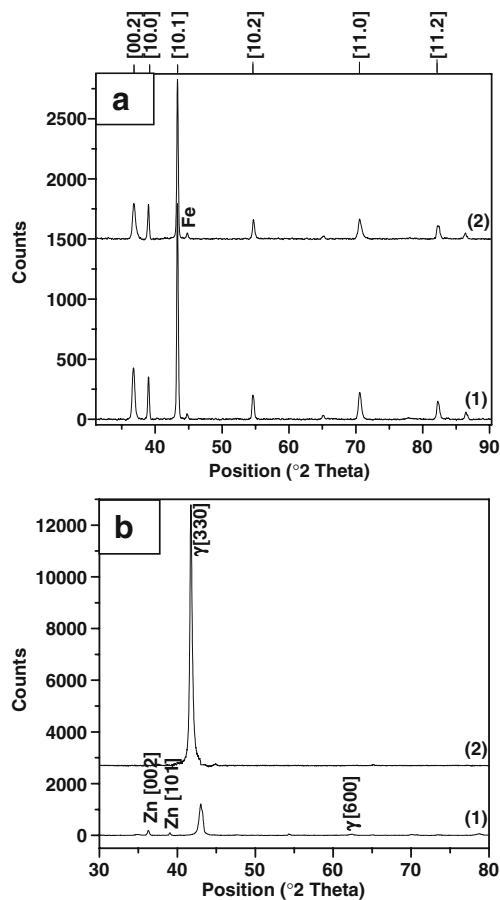 [00.2] [10.0] [10.1] [10.2] [11.0] [11.2]
a
2500
2000
1500
1000
500
0
Counts
Fe
(2)
(1)
40 50 60 70 80 90
Position (°2 Theta)
b
12000
10000
8000
6000
4000
2000
0
Counts
γ[330]
(2)
Zn [002]
Zn [101]
γ[600]
(1)
30 40 50 60 70 80
Position (°2 Theta)